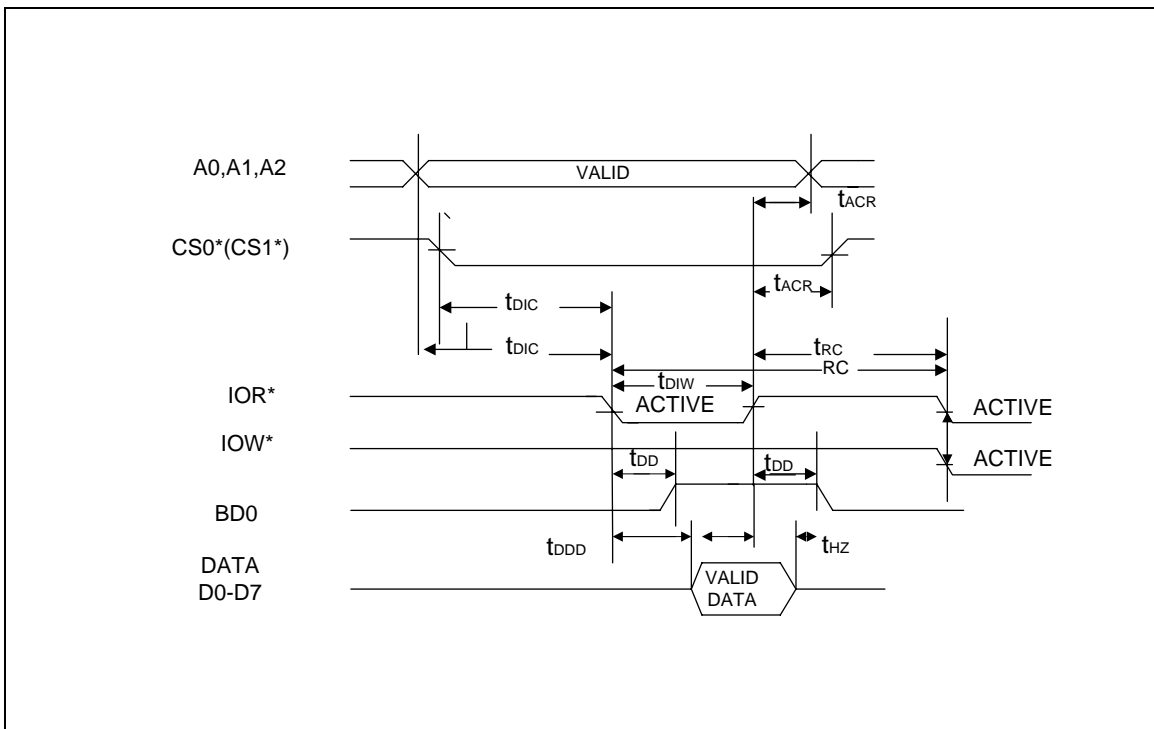 A0,A1,A2
VALID
tACR
CS0*(CS1*)
tACR
tDIC
tDIC
tRC
RC
tDIW
IOR*
ACTIVE
ACTIVE
IOW*
tDD
tDD
ACTIVE
BD0
tDDD
tHZ
DATA
D0-D7
VALID
DATA